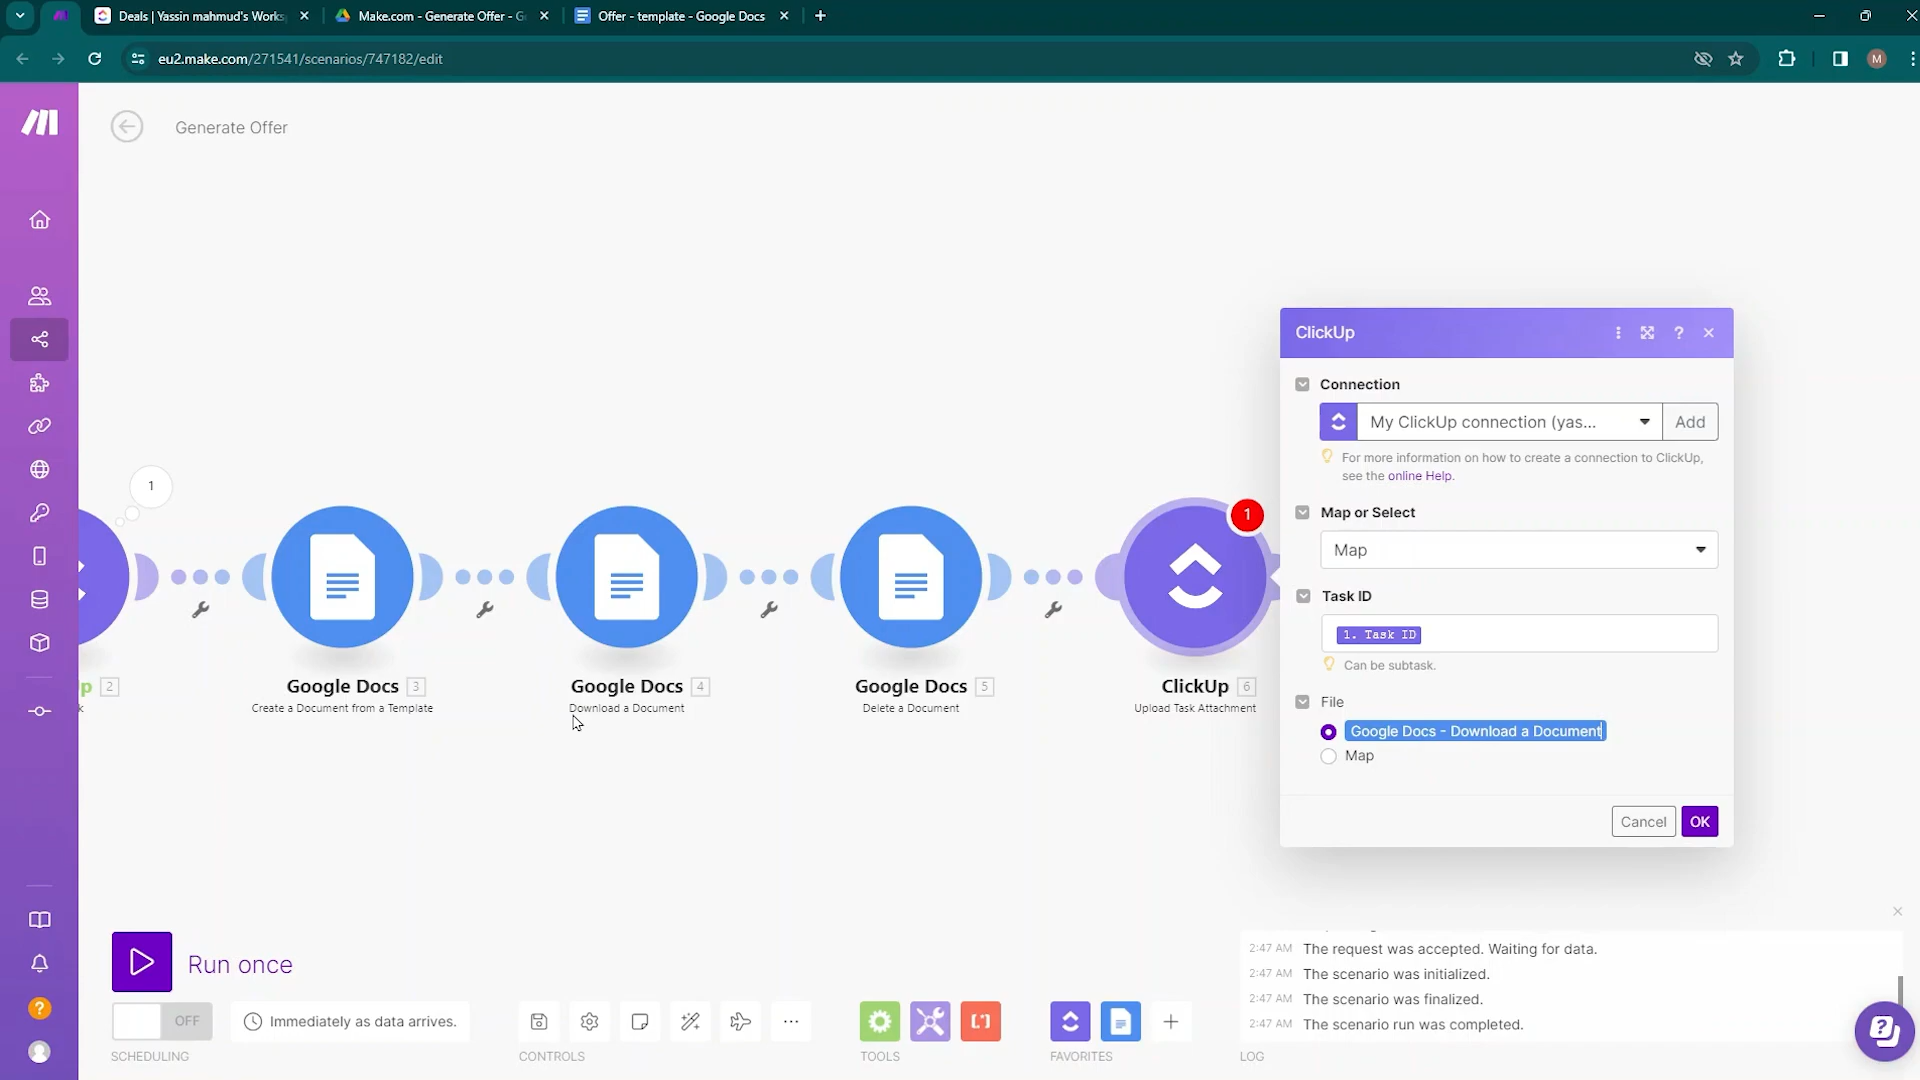 Deals | Yassin mahmud's Works
Make.com - Generate Offer - G
Offer - template - Google Docs
eu2.make.com/271541/scenarios/747182/edit
M
Generate Offer
ClickUp
Connection
My ClickUp connection (yas...
Add
For more information on how to create a connection to ClickUp,
see the online Help.
Map or Select
Map
Task ID
1. Task ID
Can be subtask.
File
Google Docs - Download a Document
Map
Cancel
OK
1
1
p 2
k
Google Docs 3
Create a Document from a Template
Google Docs 4
Download a Document
Google Docs 5
Delete a Document
ClickUp 6
Upload Task Attachment
Run once
OFF
Immediately as data arrives.
SCHEDULING
CONTROLS
TOOLS
FAVORITES
LOG
2:47 AM The request was accepted. Waiting for data.
2:47 AM The scenario was initialized.
2:47 AM The scenario was finalized.
2:47 AM The scenario run was completed.